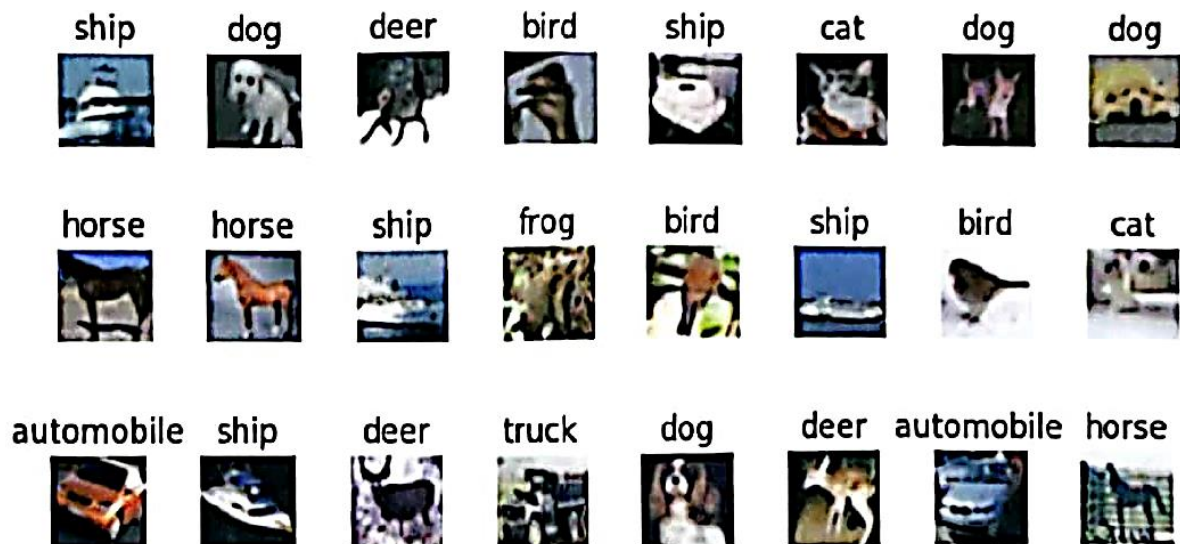 ship dog deer bird ship cat dog dog
horse horse ship frog bird ship bird cat
automobile ship deer truck dog deer automobile horse